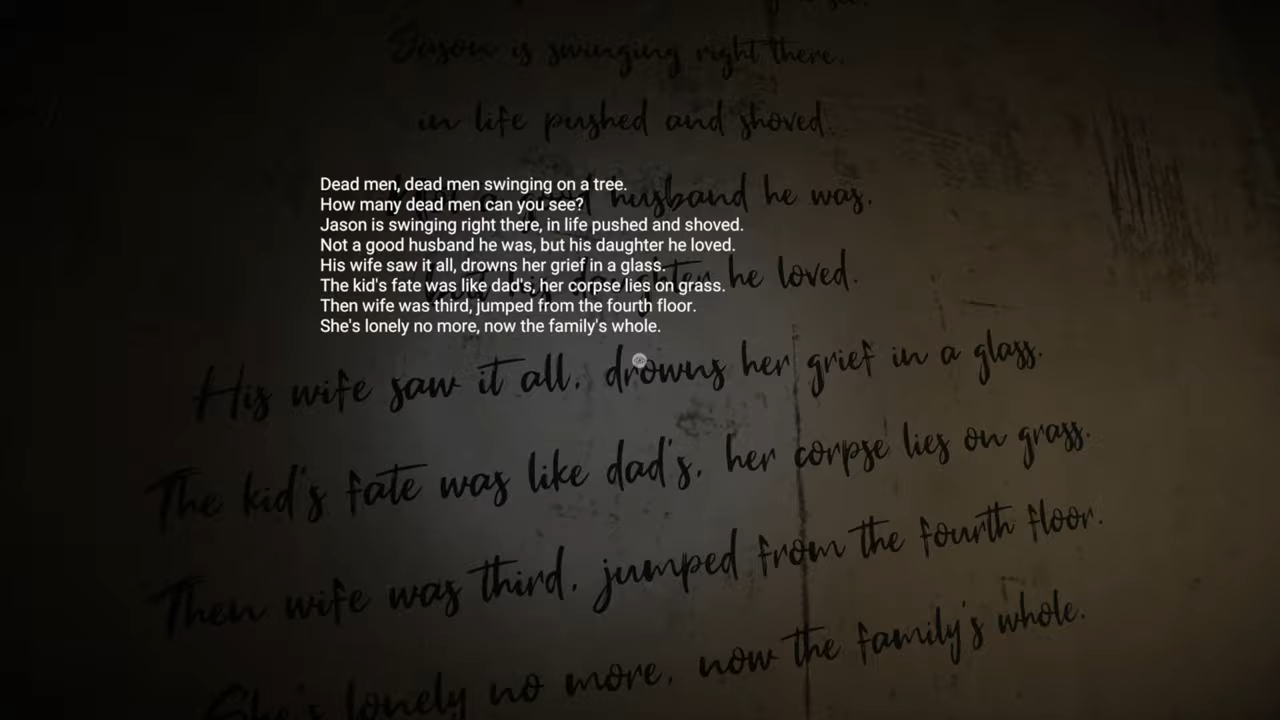 Jason is swinging right there,
in life pushed and shoved.
husband he was,
but his daughter he loved.
Dead men, dead men swinging on a tree.
How many dead men can you see?
Jason is swinging right there, in life pushed and shoved.
Not a good husband he was, but his daughter he loved.
His wife saw it all, drowns her grief in a glass.
The kid's fate was like dad's, her corpse lies on grass.
Then wife was third, jumped from the fourth floor.
She's lonely no more, now the family's whole.
His wife saw it all, drowns her grief in a glass.
The kid's fate was like dad's, her corpse lies on grass.
Then wife was third, jumped from the fourth floor.
She's lonely no more, now the family's whole.